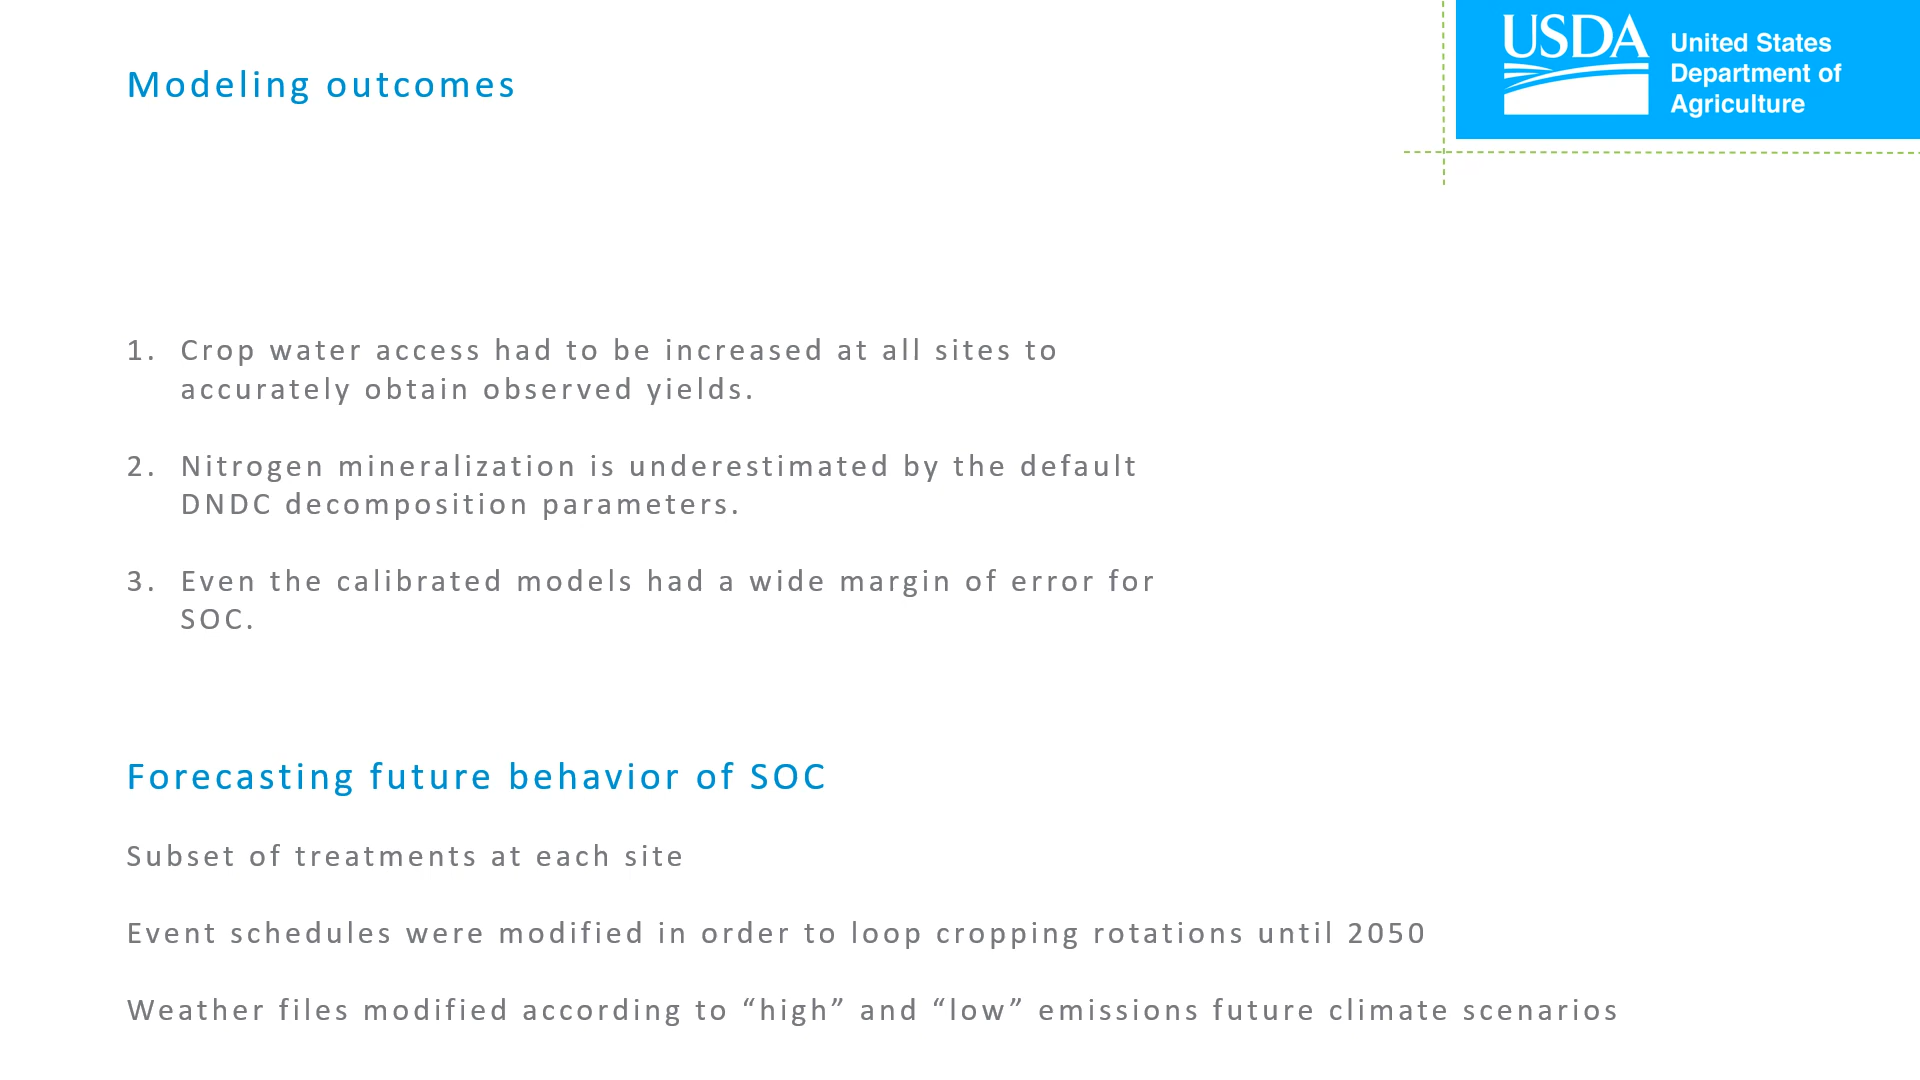 Modeling outcomes
USDA
United States
Department of
Agriculture
1. Crop water access had to be increased at all sites to
accurately obtain observed yields.
2. Nitrogen mineralization is underestimated by the default
DNDC decomposition parameters.
3. Even the calibrated models had a wide margin of error for
SOC.
Forecasting future behavior of SOC
Subset of treatments at each site
Event schedules were modified in order to loop cropping rotations until 2050
Weather files modified according to “high” and “low” emissions future climate scenarios